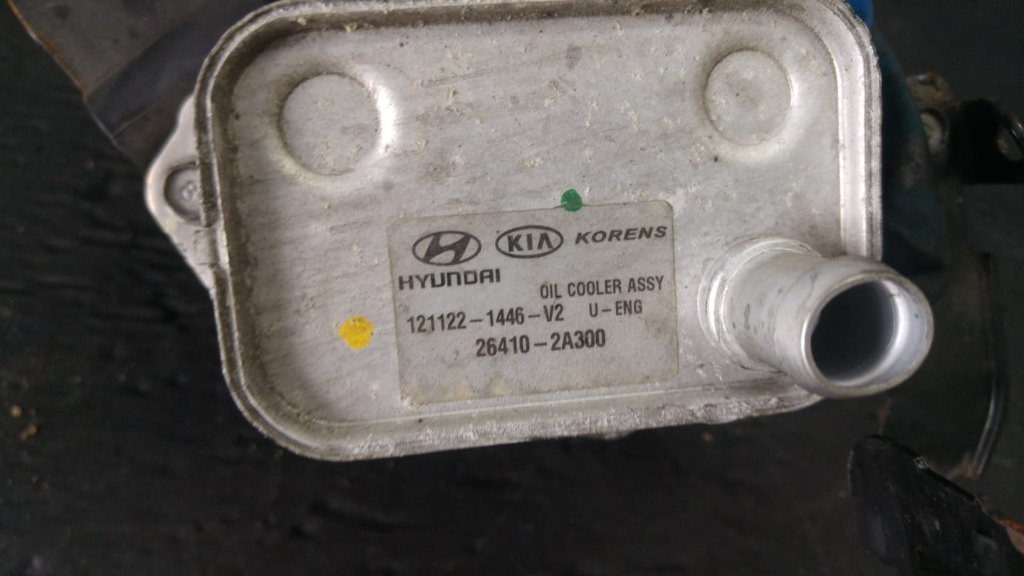 KIA KORENS
HYUNDAI
OIL COOLER ASSY
121122-1446-V2 U-ENG
26410-2A300